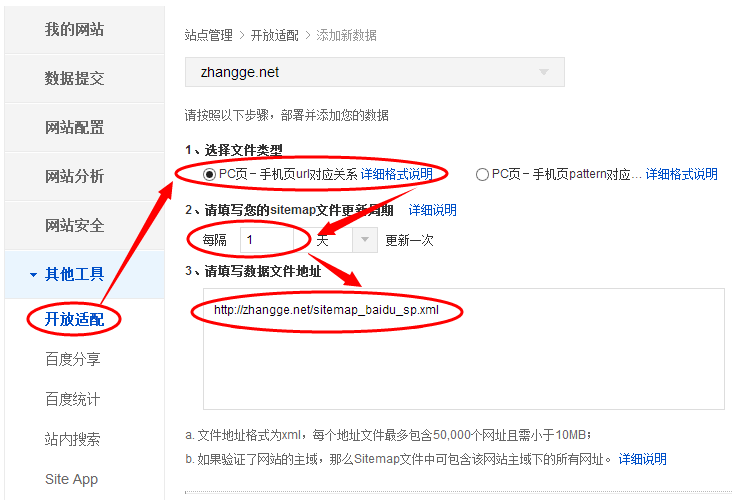 我的网站
数据提交
网站配置
网站分析
网站安全
其他工具
开放适配
百度分享
百度统计
站内搜索
Site App
站点管理 > 开放适配 > 添加新数据
zhangge.net
请按照以下步骤，部署并添加您的数据
1、选择文件类型
PC页－手机页url对应关系 详细格式说明 PC页－手机页pattern对应... 详细格式说明
2、请填写您的sitemap文件更新周期 详细说明
每隔 1 天 更新一次
3、请填写数据文件地址
http://zhangge.net/sitemap_baidu_sp.xml
a. 文件地址格式为xml，每个地址文件最多包含50,000个网址且需小于10MB；
b. 如果验证了网站的主域，那么Sitemap文件中可包含该网站主域下的所有网址。 详细说明